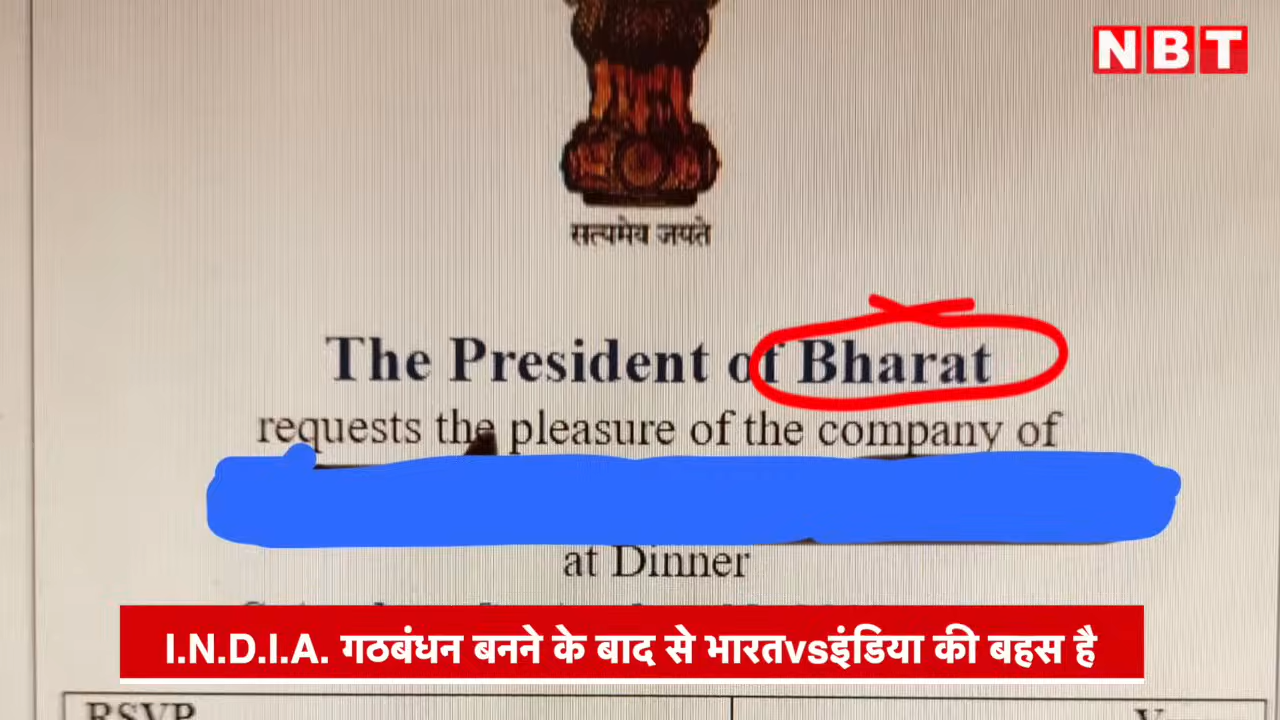 NBT
सत्यमेव जयते
The President of Bharat
requests the pleasure of the company of
at Dinner
I.N.D.I.A. गठबंधन बनने के बाद से भारतvsइंडिया की बहस है
RSVP